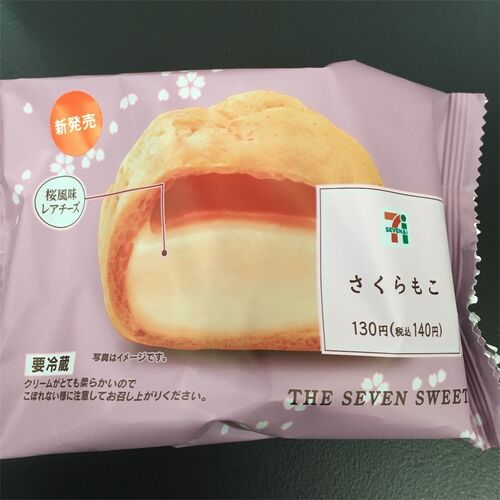 新発売
桜風味
レアチーズ
SEVEN&i
さくらもこ
130円(税込140円)
写真はイメージです。
要冷蔵
クリームがとても柔らかいので
こぼれない様に注意してお召し上がりください。
THE SEVEN SWEET